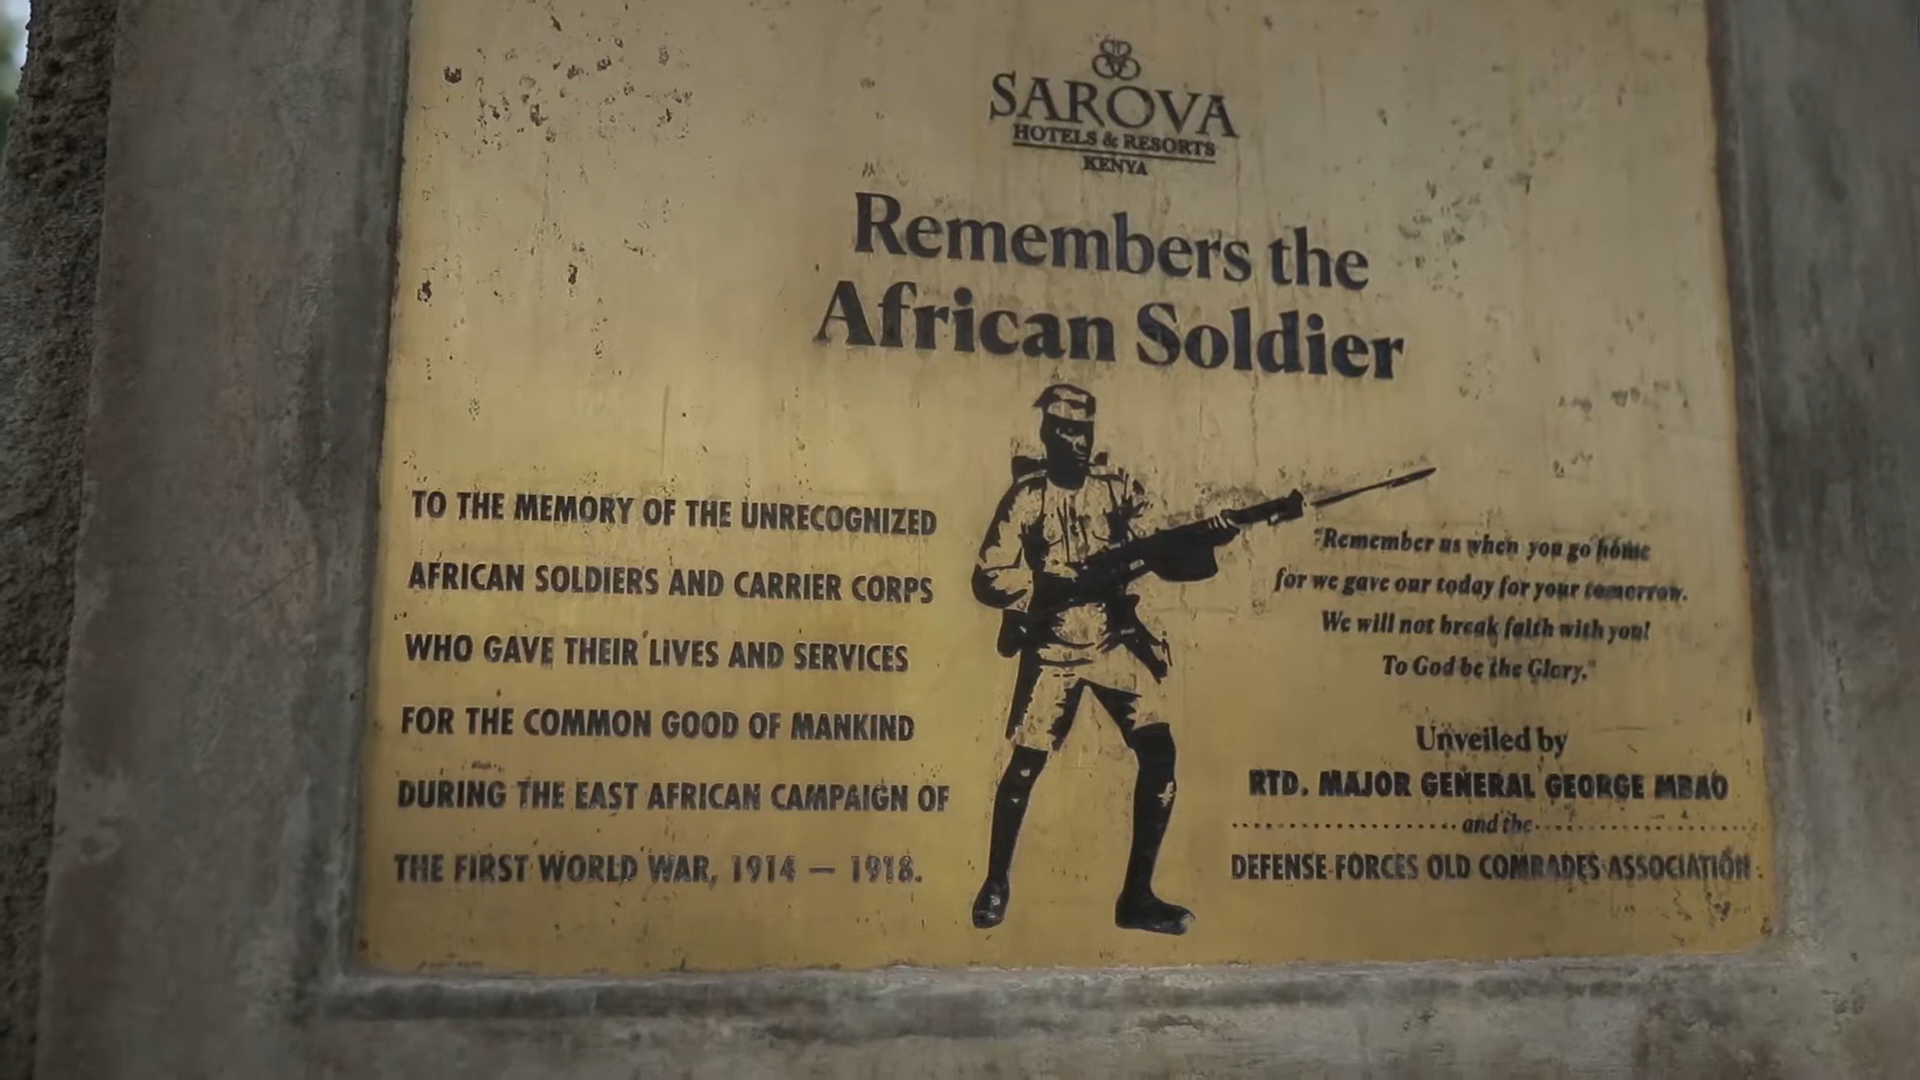 SAROVA
HOTELS & RESORTS
KENYA
Remembers the
African Soldier
TO THE MEMORY OF THE UNRECOGNIZED
AFRICAN SOLDIERS AND CARRIER CORPS
WHO GAVE THEIR LIVES AND SERVICES
FOR THE COMMON GOOD OF MANKIND
DURING THE EAST AFRICAN CAMPAIGN OF
THE FIRST WORLD WAR, 1914 – 1918.
"Remember us when you go home
for we gave our today for your tomorrow.
We will not break faith with you!
To God be the Glory."
Unveiled by
RTD. MAJOR GENERAL GEORGE MBAO
and the
DEFENSE FORCES OLD COMRADES ASSOCIATION